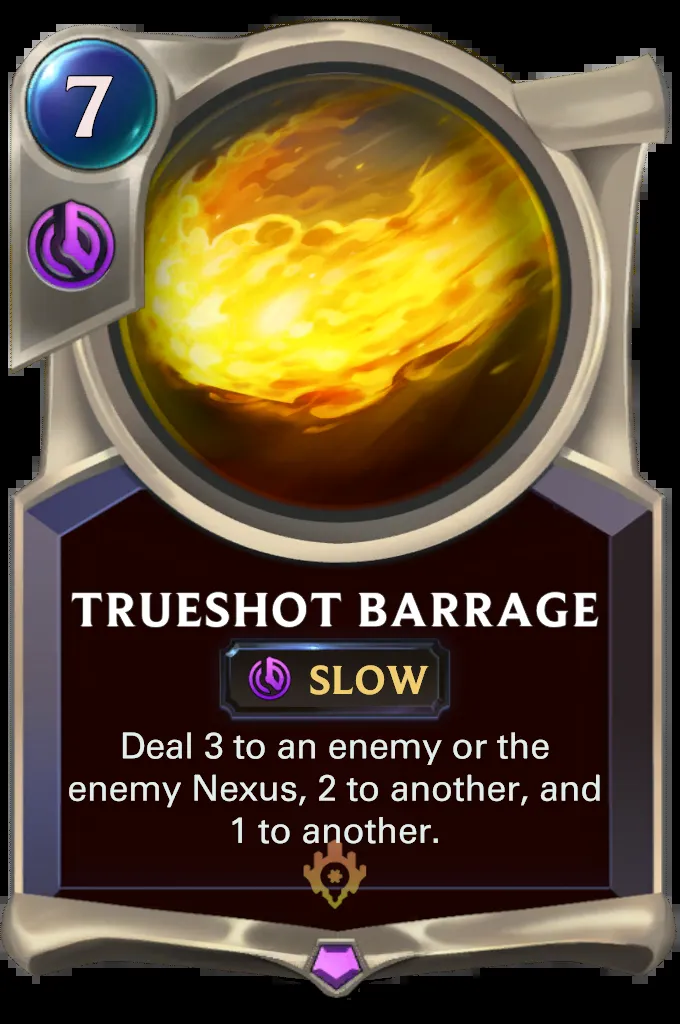 7
TRUESHOT BARRAGE
SLOW
Deal 3 to an enemy or the
enemy Nexus, 2 to another, and
1 to another.